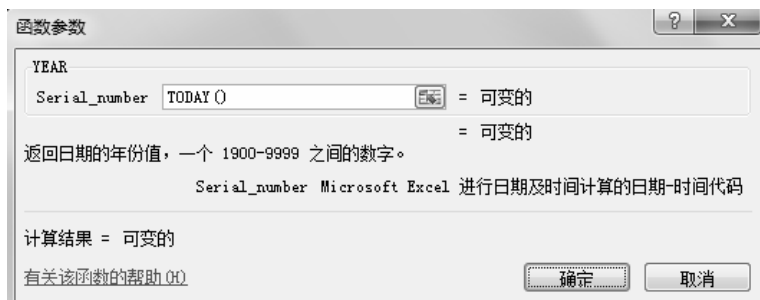 函数参数
YEAR
Serial_number TODAY() = 可变的
= 可变的
返回日期的年份值，一个 1900-9999 之间的数字。
Serial_number Microsoft Excel 进行日期及时间计算的日期-时间代码
计算结果 = 可变的
有关该函数的帮助(H) 确定 取消